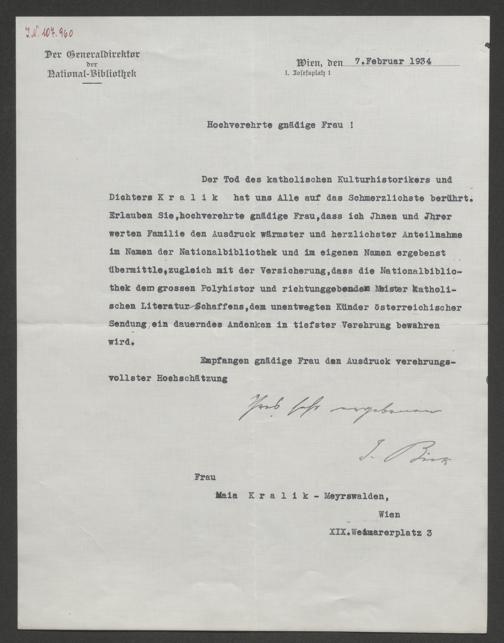 I.N. 107.960
Der Generaldirektor
der
National-Bibliothek
Wien, den 7.Februar 1934
1. Josefsplatz 1
Hochverehrte gnädige Frau !
Der Tod des katholischen Kulturhistorikers und
Dichters K r a l i k hat uns Alle auf das Schmerzlichste berührt.
Erlauben Sie,hochverehrte gnädige Frau,dass ich Jhnen und Jhrer
werten Familie den Ausdruck wärmster und herzlichster Anteilnahme
im Namen der Nationalbibliothek und im eigenen Namen ergebenst
übermittle,zugleich mit der Versicherung,dass die Nationalbiblio-
thek dem grossen Polyhistor und richtunggebenden Meister katholi-
schen Literatur-Schaffens,dem unentwegten Künder österreichischer
Sendung,ein dauerndes Andenken in tiefster Verehrung bewahren
wird.
Empfangen gnädige Frau den Ausdruck verehrungs-
vollster Hochschätzung
Ihres sehr ergebenen
J. Bick
Frau
Maia K r a l i k - Meyrswalden,
Wien
XIX.Weimarerplatz 3